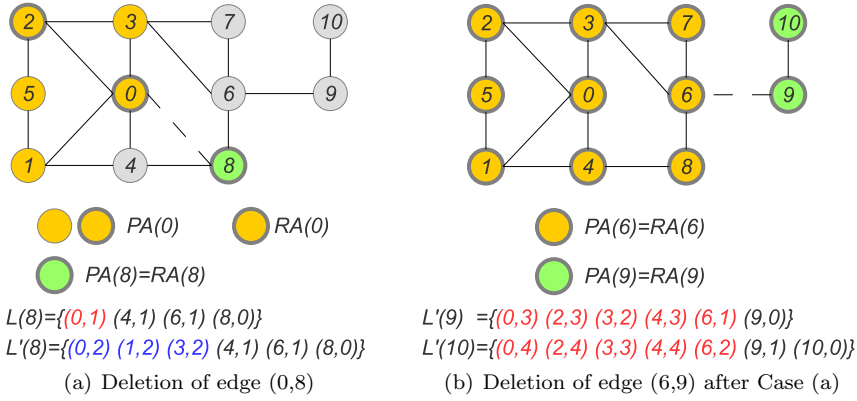 2 3 7 10
5 0 6 9
1 4 8
PA(0) RA(0)
PA(8)=RA(8)
L(8)={(0,1) (4,1) (6,1) (8,0)}
L'(8)={(0,2) (1,2) (3,2) (4,1) (6,1) (8,0)}
(a) Deletion of edge (0,8)
2 3 7 10
5 0 6 9
1 4 8
PA(6)=RA(6)
PA(9)=RA(9)
L'(9) ={(0,3) (2,3) (3,2) (4,3) (6,1) (9,0)}
L'(10)={(0,4) (2,4) (3,3) (4,4) (6,2) (9,1) (10,0)}
(b) Deletion of edge (6,9) after Case (a)